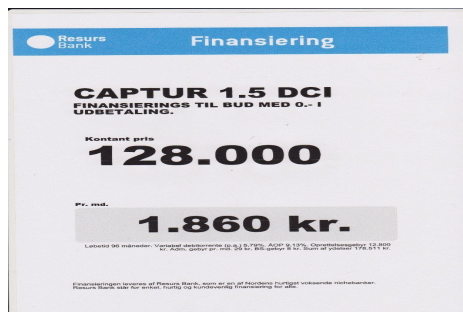 Resurs
Bank
Finansiering
CAPTUR 1.5 DCI
FINANSIERINGS TIL BUD MED 0.- I
UDBETALING.
Kontant pris
128.000
Pr. md.
1.860 kr.
Løbetid 96 måneder. Variabel debitorrente (p.a.) 5,79%. ÅOP 9,13%. Oprettelsesgebyr 12.800
kr. Adm. gebyr pr. md. 29 kr. BS-gebyr 8 kr. Sum af ydelser 178.511 kr.
Finansieringen leveres af Resurs Bank, som er en af Nordens hurtigst voksende nichebanker.
Resurs Bank står for enkel, hurtig og kundevenlig finansiering for alle.